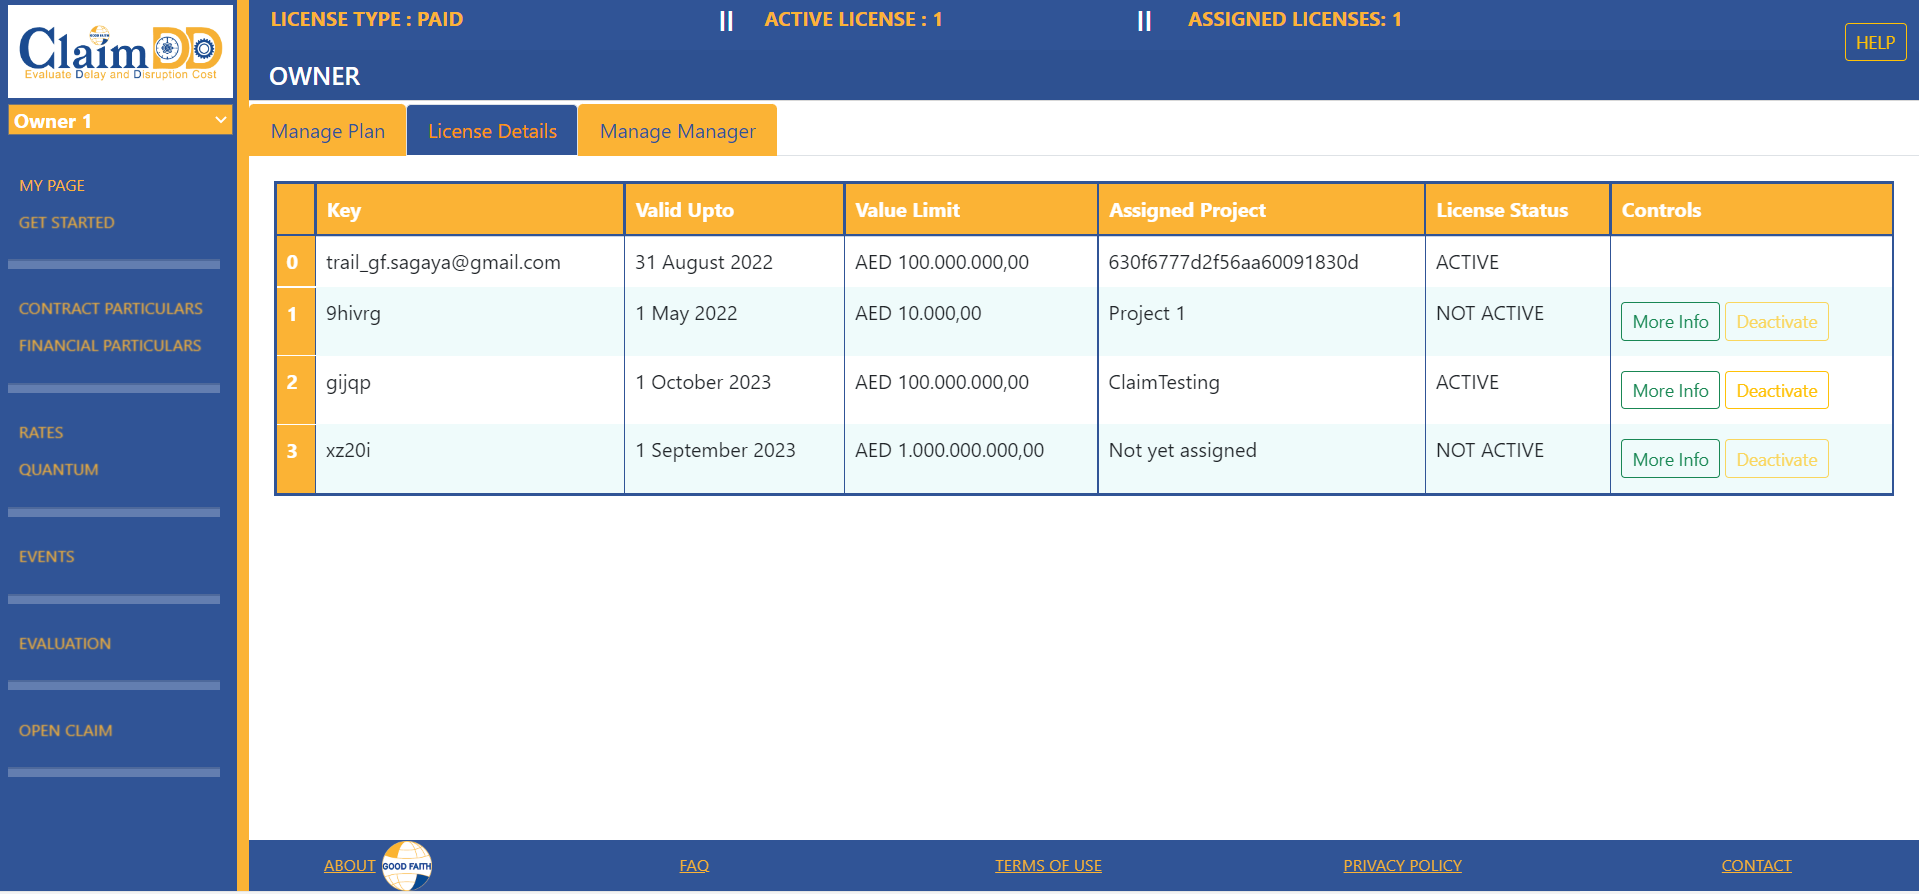 LICENSE TYPE : PAID || ACTIVE LICENSE : 1 || ASSIGNED LICENSES: 1
HELP
OWNER
GOOD FAITH
ClaimDD
Evaluate Delay and Disruption Cost
Owner 1
MY PAGE
GET STARTED
CONTRACT PARTICULARS
FINANCIAL PARTICULARS
RATES
QUANTUM
EVENTS
EVALUATION
OPEN CLAIM
Manage Plan License Details Manage Manager
Key Valid Upto Value Limit Assigned Project License Status Controls
0 trail_gf.sagaya@gmail.com 31 August 2022 AED 100.000.000,00 630f6777d2f56aa60091830d ACTIVE
1 9hivrg 1 May 2022 AED 10.000,00 Project 1 NOT ACTIVE More Info Deactivate
2 gijqp 1 October 2023 AED 100.000.000,00 ClaimTesting ACTIVE More Info Deactivate
3 xz20i 1 September 2023 AED 1.000.000.000,00 Not yet assigned NOT ACTIVE More Info Deactivate
ABOUT GOOD FAITH FAQ TERMS OF USE PRIVACY POLICY CONTACT